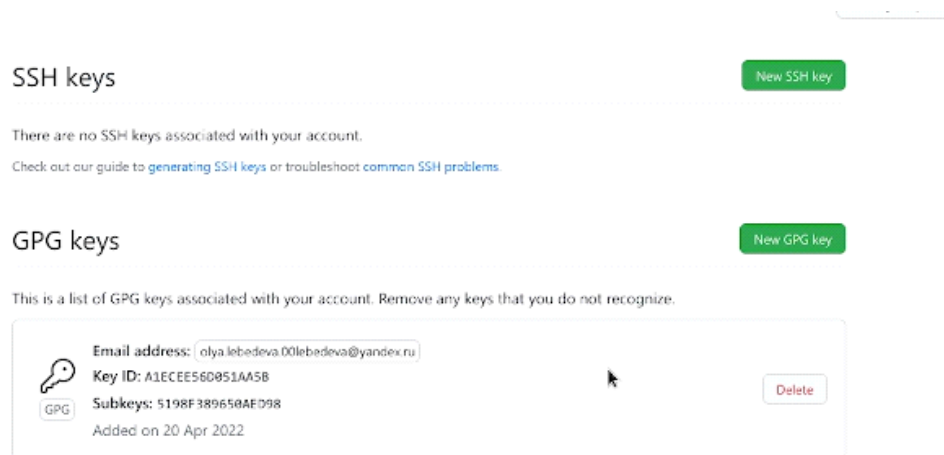 SSH keys
New SSH key
There are no SSH keys associated with your account.
Check out our guide to generating SSH keys or troubleshoot common SSH problems.
GPG keys
New GPG key
This is a list of GPG keys associated with your account. Remove any keys that you do not recognize.
Email address: olya.lebedeva.00lebedeva@yandex.ru
Key ID: A1ECEE56D051AA5B
GPG
Subkeys: 5198F389650AED98
Delete
Added on 20 Apr 2022